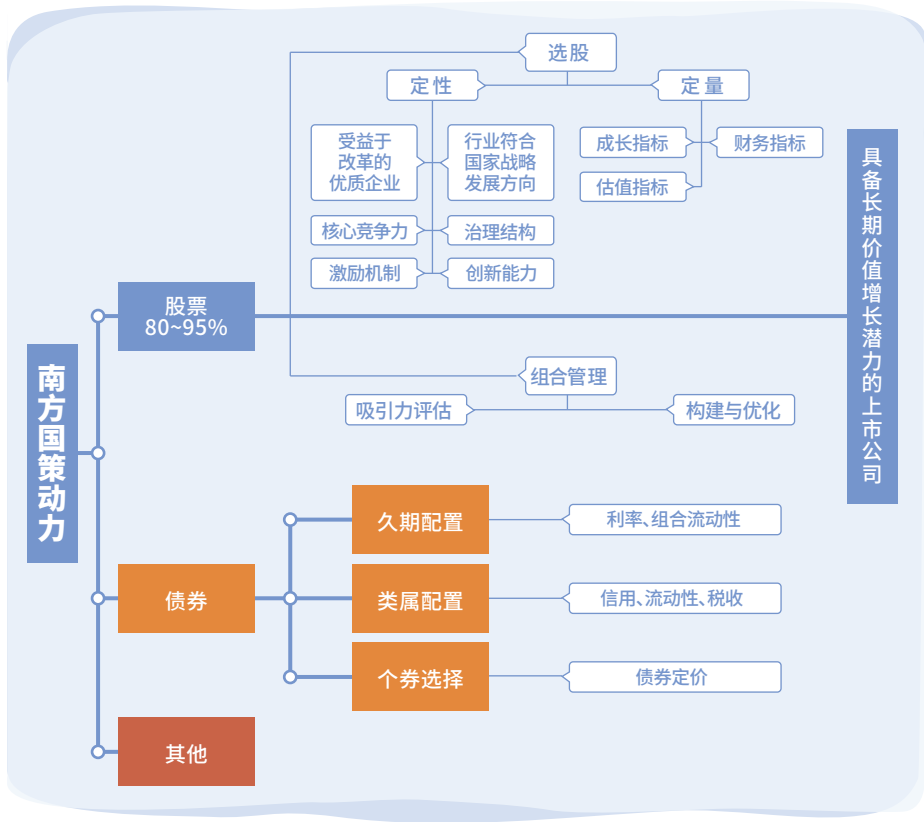 南方国策动力
股票
80~95%
选股
定性
定量
受益于
改革的
优质企业
行业符合
国家战略
发展方向
成长指标
财务指标
估值指标
核心竞争力
治理结构
激励机制
创新能力
组合管理
吸引力评估
构建与优化
具备长期价值增长潜力的上市公司
债券
久期配置
利率、组合流动性
类属配置
信用、流动性、税收
个券选择
债券定价
其他